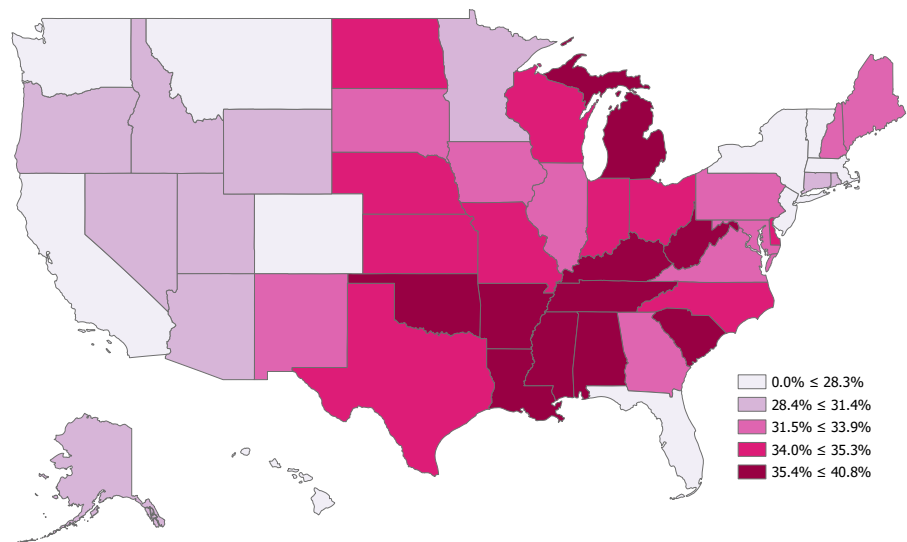 0.0% ≤ 28.3%
28.4% ≤ 31.4%
31.5% ≤ 33.9%
34.0% ≤ 35.3%
35.4% ≤ 40.8%